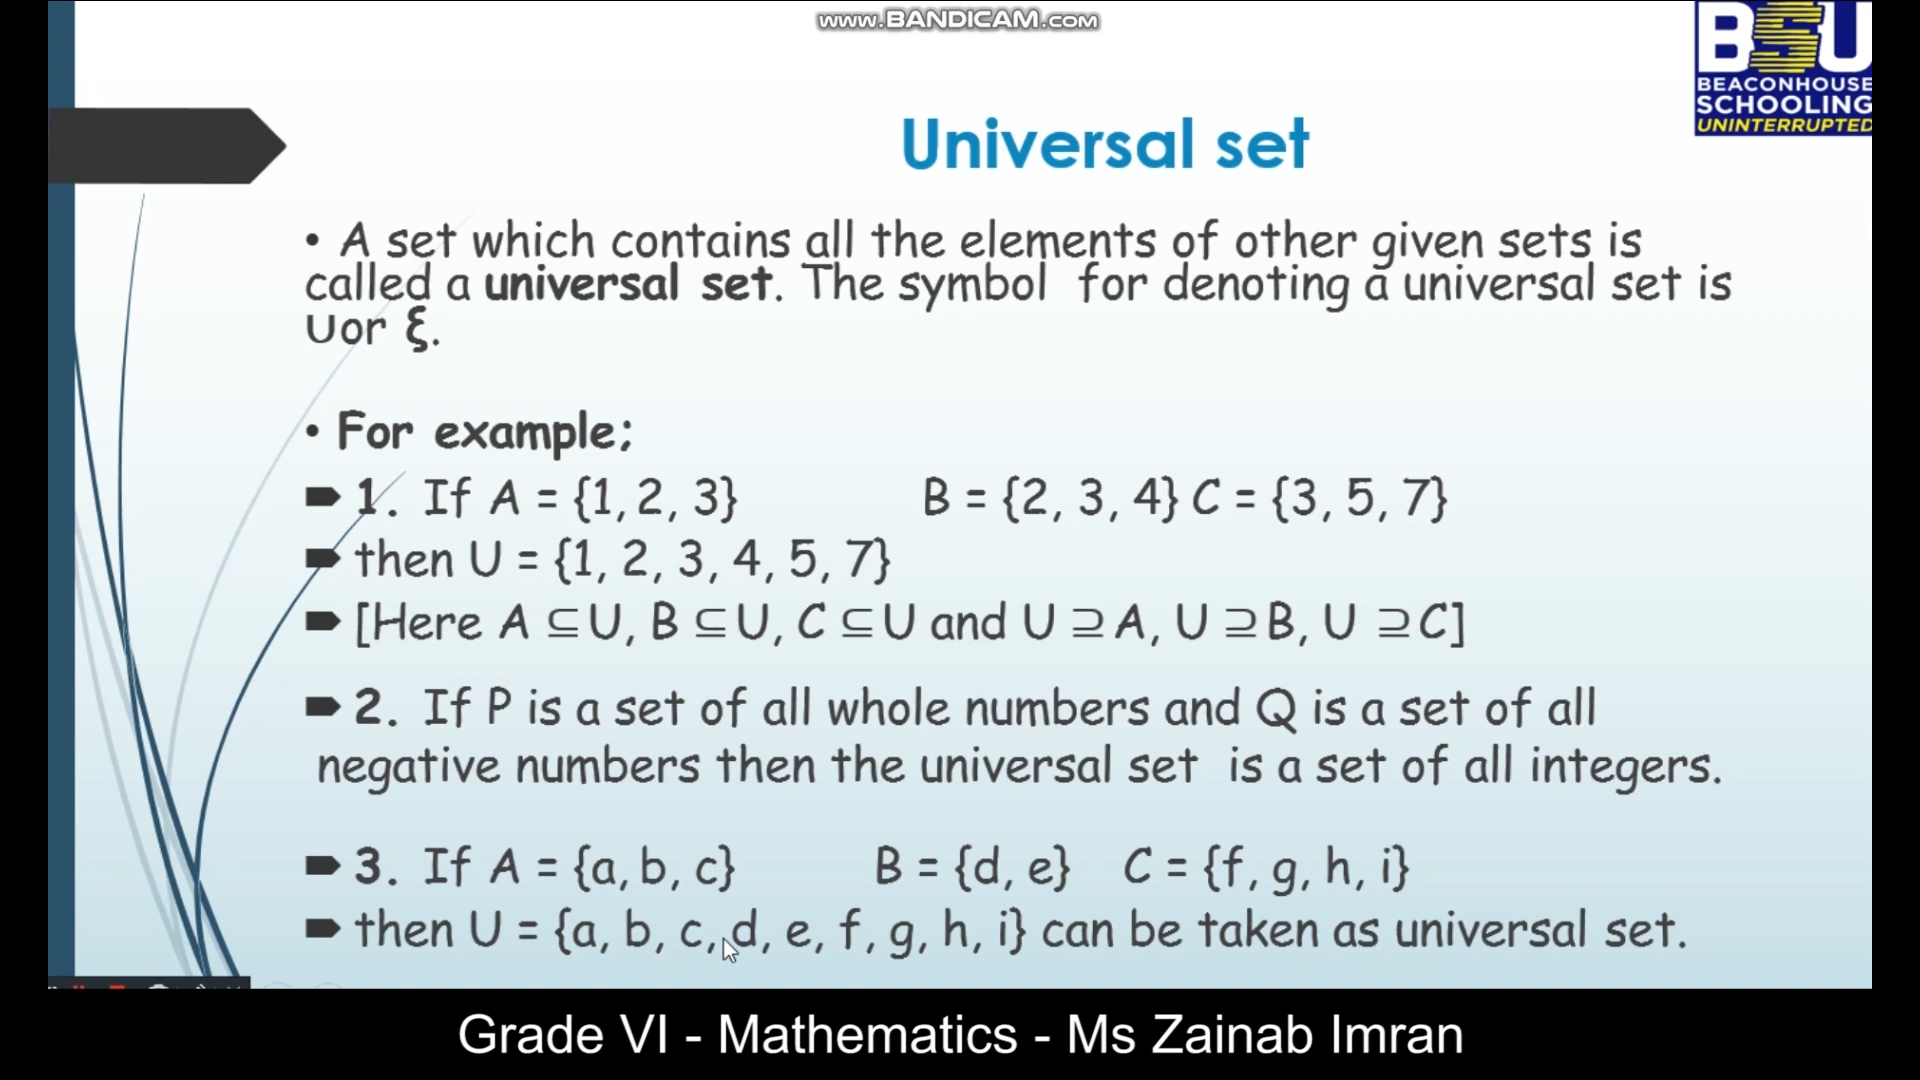 www.BANDICAM.com
BSU
BEACONHOUSE
SCHOOLING
UNINTERRUPTED
Universal set
• A set which contains all the elements of other given sets is
called a universal set. The symbol for denoting a universal set is
∪or ξ.
• For example;
1. If A = {1, 2, 3} B = {2, 3, 4} C = {3, 5, 7}
then U = {1, 2, 3, 4, 5, 7}
[Here A ⊆ U, B ⊆ U, C ⊆ U and U ⊇ A, U ⊇ B, U ⊇ C]
2. If P is a set of all whole numbers and Q is a set of all
negative numbers then the universal set is a set of all integers.
3. If A = {a, b, c} B = {d, e} C = {f, g, h, i}
then U = {a, b, c, d, e, f, g, h, i} can be taken as universal set.
Grade VI - Mathematics - Ms Zainab Imran